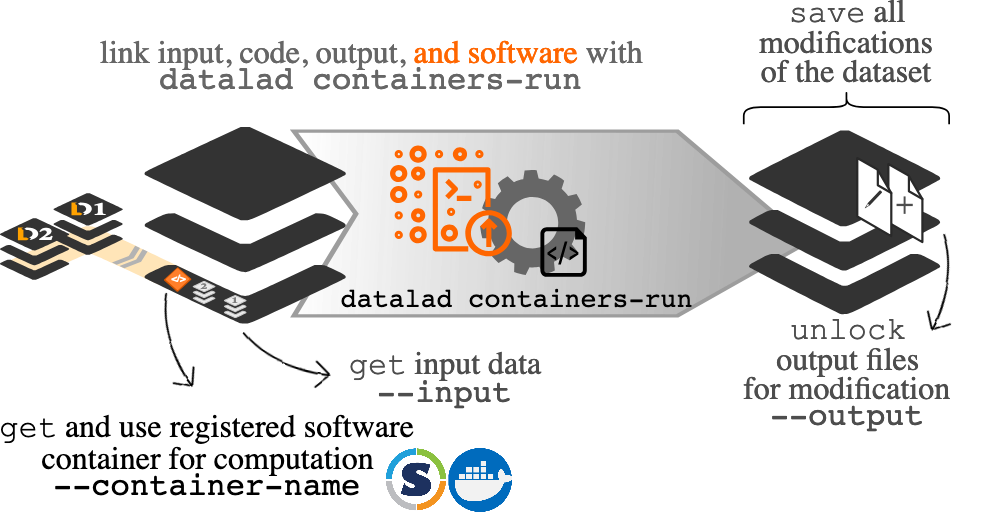 link input, code, output, and software with
datalad containers-run
save all
modifications
of the dataset
D1
D2
2
1
>_
</>
+
datalad containers-run
get input data
--input
unlock
output files
for modification
--output
get and use registered software
container for computation
--container-name
S